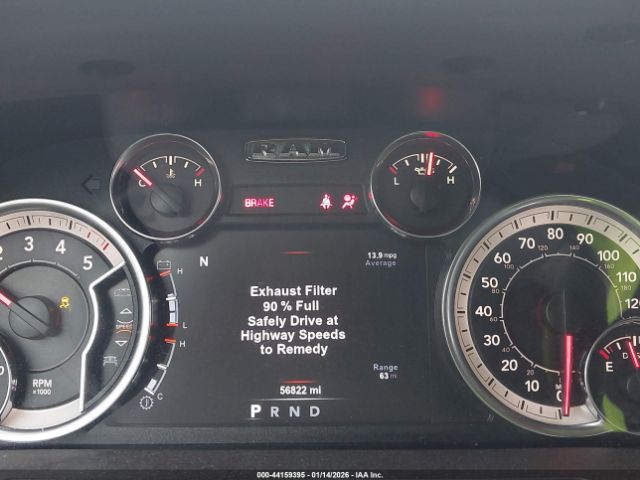 RAM
C H
L H
BRAKE
2 3 4 5
RPM
x1000
SPEED
H
L
H
C
N
13.9 mpg
Average
Exhaust Filter
90 % Full
Safely Drive at
Highway Speeds
to Remedy
Range
63 mi
56822 mi
P R N D
10 20 30 40 50 60 70 80 90 100 110 120
E D
000-44159395 - 01/14/2026 - IAA Inc.